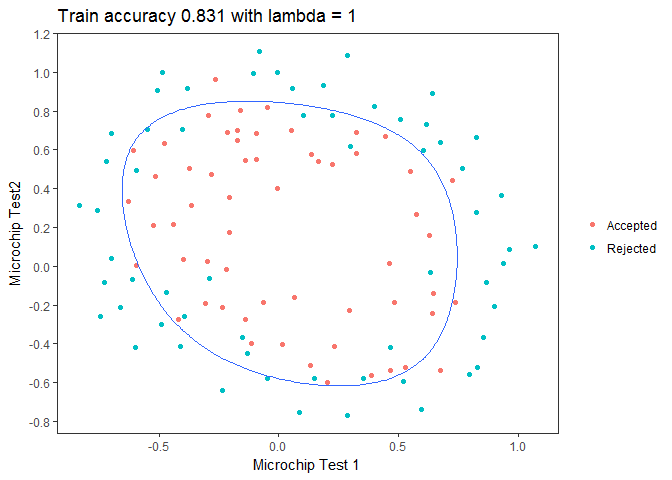 Train accuracy 0.831 with lambda = 1
1.2
1.0
0.8
0.6
0.4
0.2
0.0
-0.2
-0.4
-0.6
-0.8
Microchip Test2
-0.5 0.0 0.5 1.0
Microchip Test 1
Accepted
Rejected